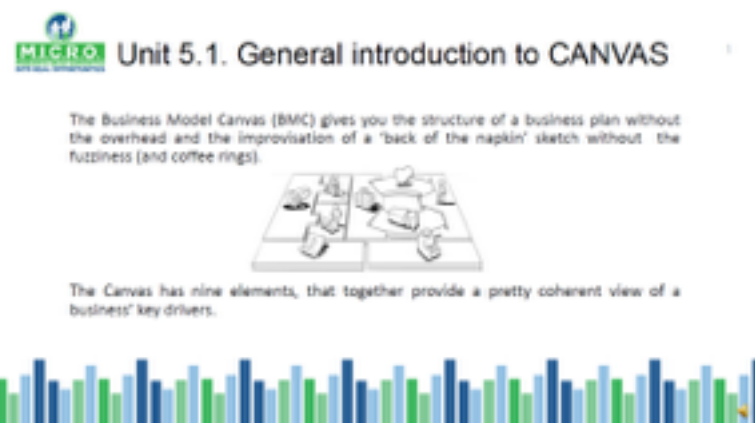 M.I.C.R.O.
Unit 5.1. General introduction to CANVAS
The Business Model Canvas (BMC) gives you the structure of a business plan without
the overhead and the improvisation of a 'back of the napkin' sketch without the
fuzziness (and coffee rings).
The Canvas has nine elements, that together provide a pretty coherent view of a
business' key drivers.